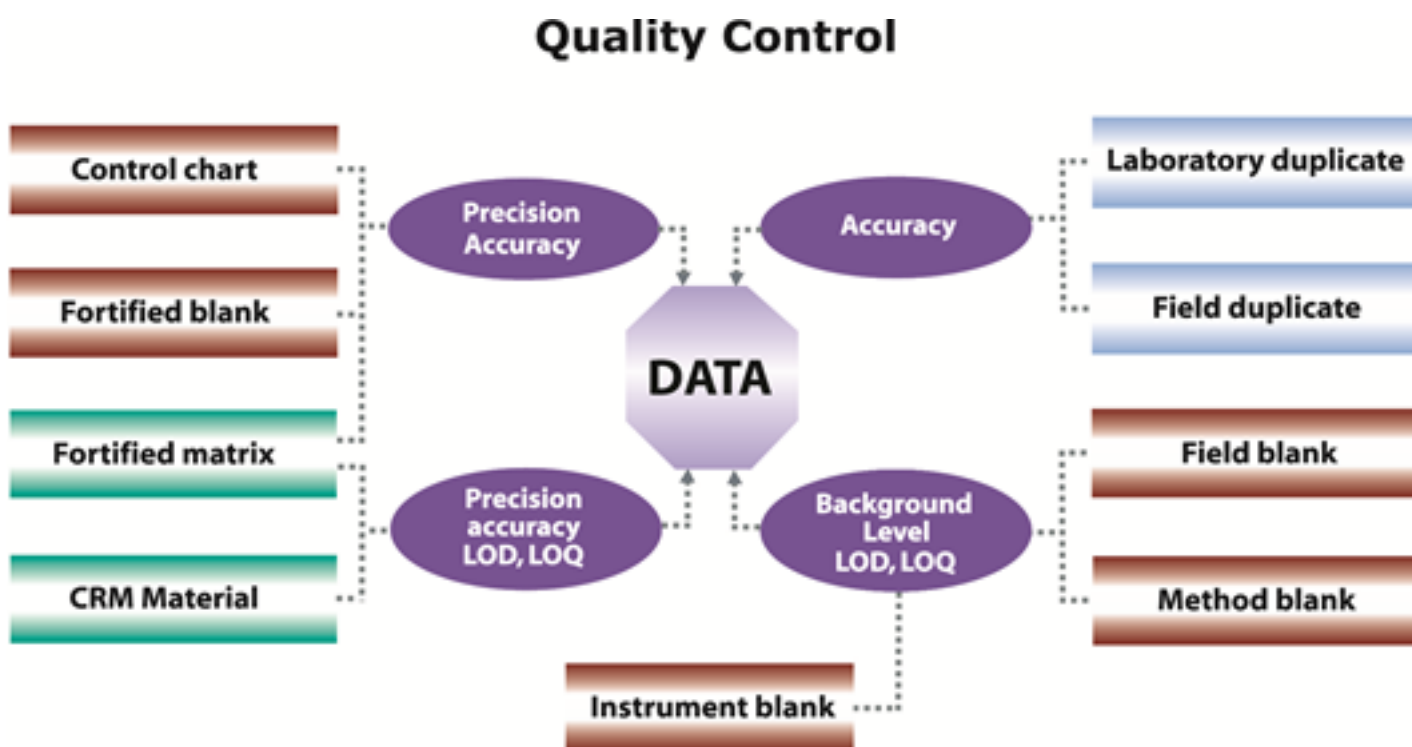 Quality Control
Control chart
Fortified blank
Fortified matrix
CRM Material
Precision
Accuracy
Precision
accuracy
LOD, LOQ
DATA
Accuracy
Background
Level
LOD, LOQ
Instrument blank
Laboratory duplicate
Field duplicate
Field blank
Method blank